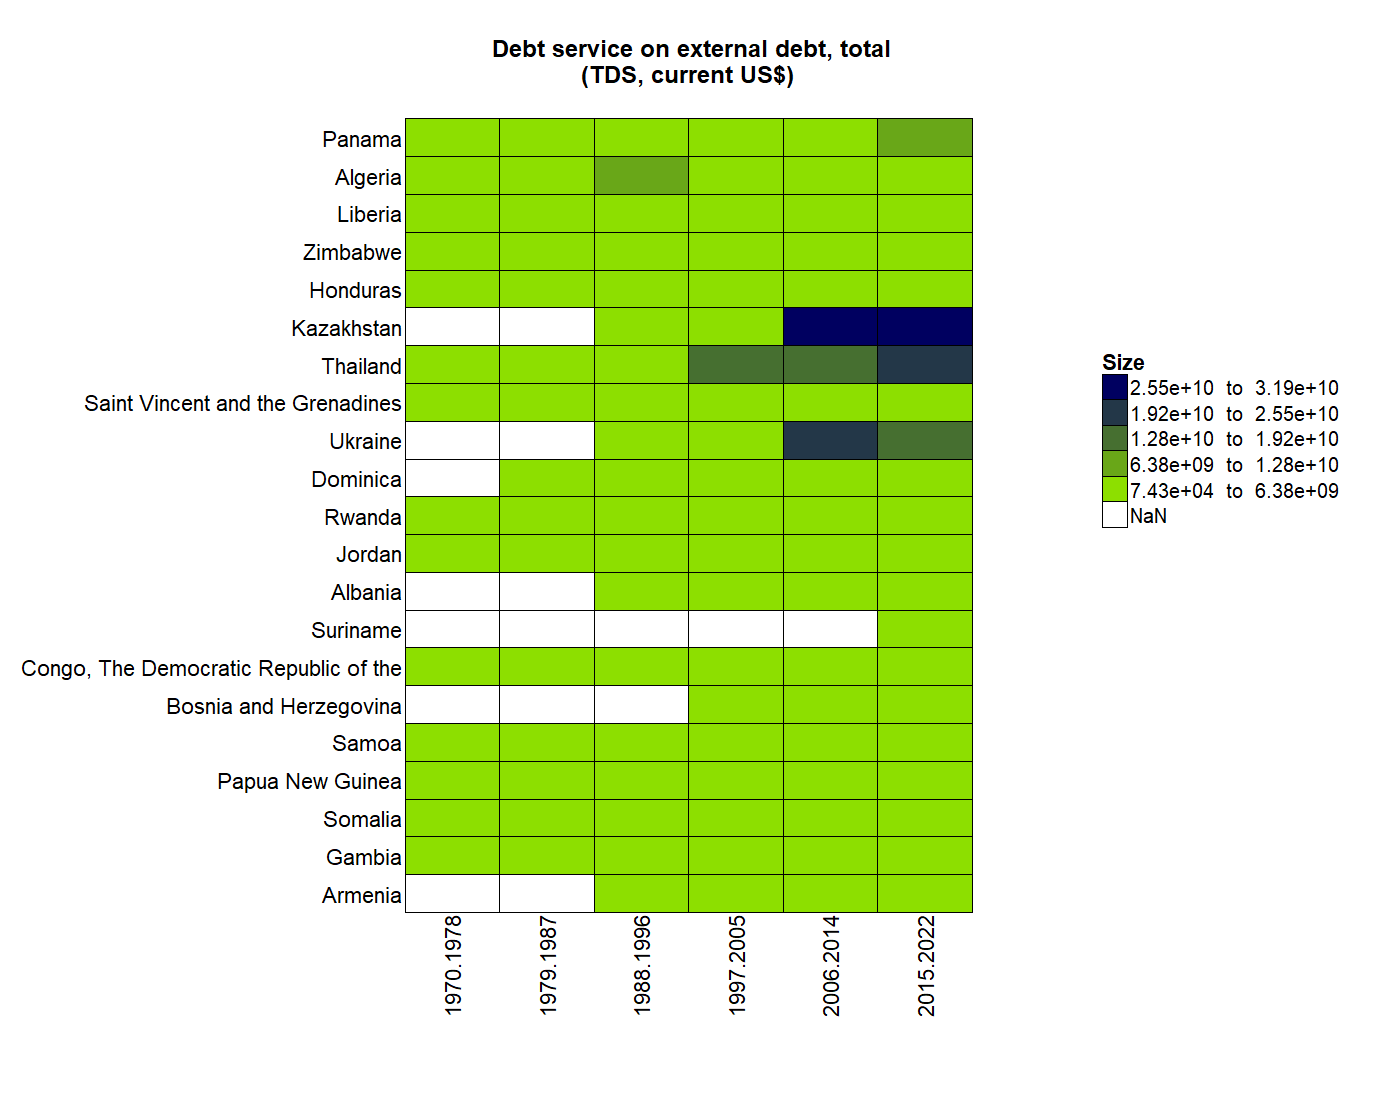 Debt service on external debt, total
(TDS, current US$)
Panama
Algeria
Liberia
Zimbabwe
Honduras
Kazakhstan
Thailand
Saint Vincent and the Grenadines
Ukraine
Dominica
Rwanda
Jordan
Albania
Suriname
Congo, The Democratic Republic of the
Bosnia and Herzegovina
Samoa
Papua New Guinea
Somalia
Gambia
Armenia
1970.1978
1979.1987
1988.1996
1997.2005
2006.2014
2015.2022
Size
2.55e+10 to 3.19e+10
1.92e+10 to 2.55e+10
1.28e+10 to 1.92e+10
6.38e+09 to 1.28e+10
7.43e+04 to 6.38e+09
NaN